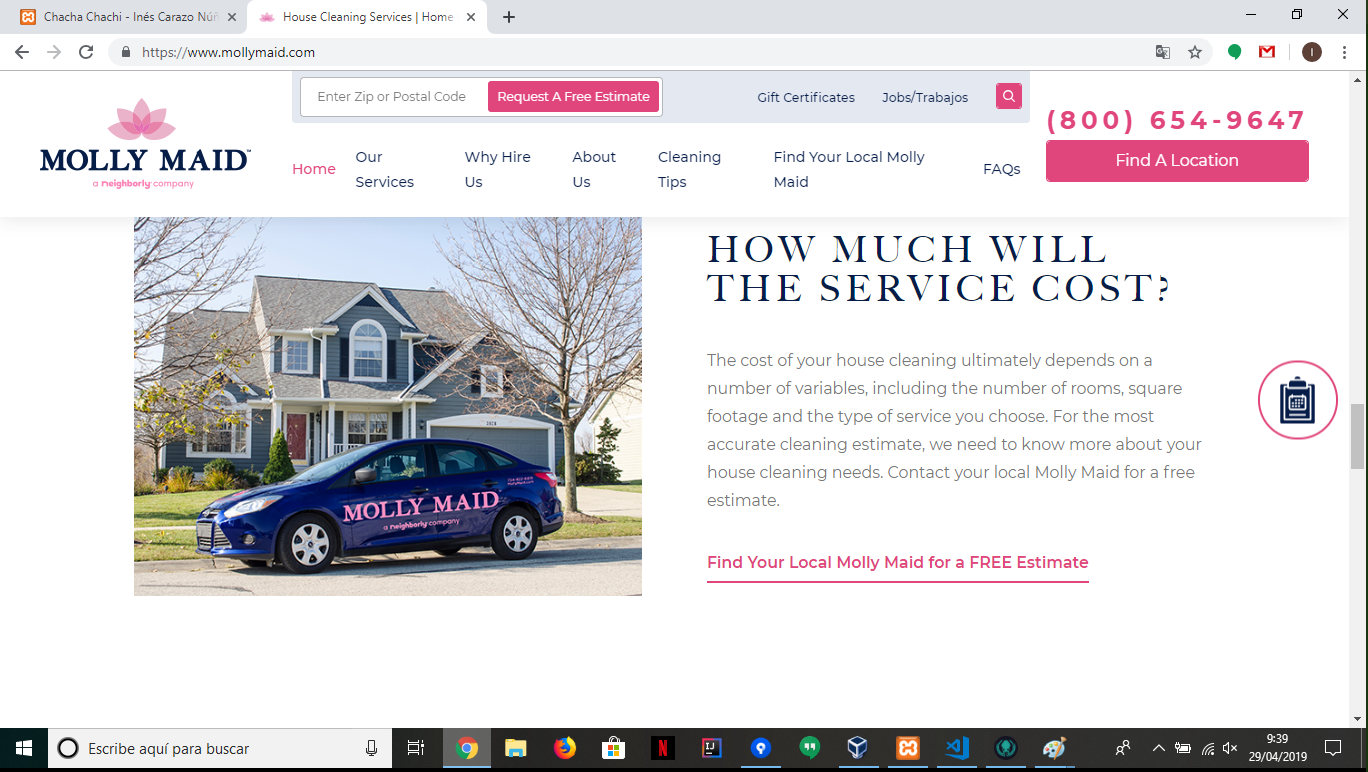 Chacha Chachi - Inés Carazo Núñ
House Cleaning Services | Home
https://www.mollymaid.com
I
Enter Zip or Postal Code
Request A Free Estimate
Gift Certificates
Jobs/Trabajos
(800) 654-9647
Find A Location
MOLLY MAID™
a neighborly company
Home
Our
Services
Why Hire
Us
About
Us
Cleaning
Tips
Find Your Local Molly
Maid
FAQs
HOW MUCH WILL
THE SERVICE COST?
The cost of your house cleaning ultimately depends on a
number of variables, including the number of rooms, square
footage and the type of service you choose. For the most
accurate cleaning estimate, we need to know more about your
house cleaning needs. Contact your local Molly Maid for a free
estimate.
Find Your Local Molly Maid for a FREE Estimate
MOLLY MAID
a neighborly company
Escribe aquí para buscar
N
IJ
9:39
29/04/2019